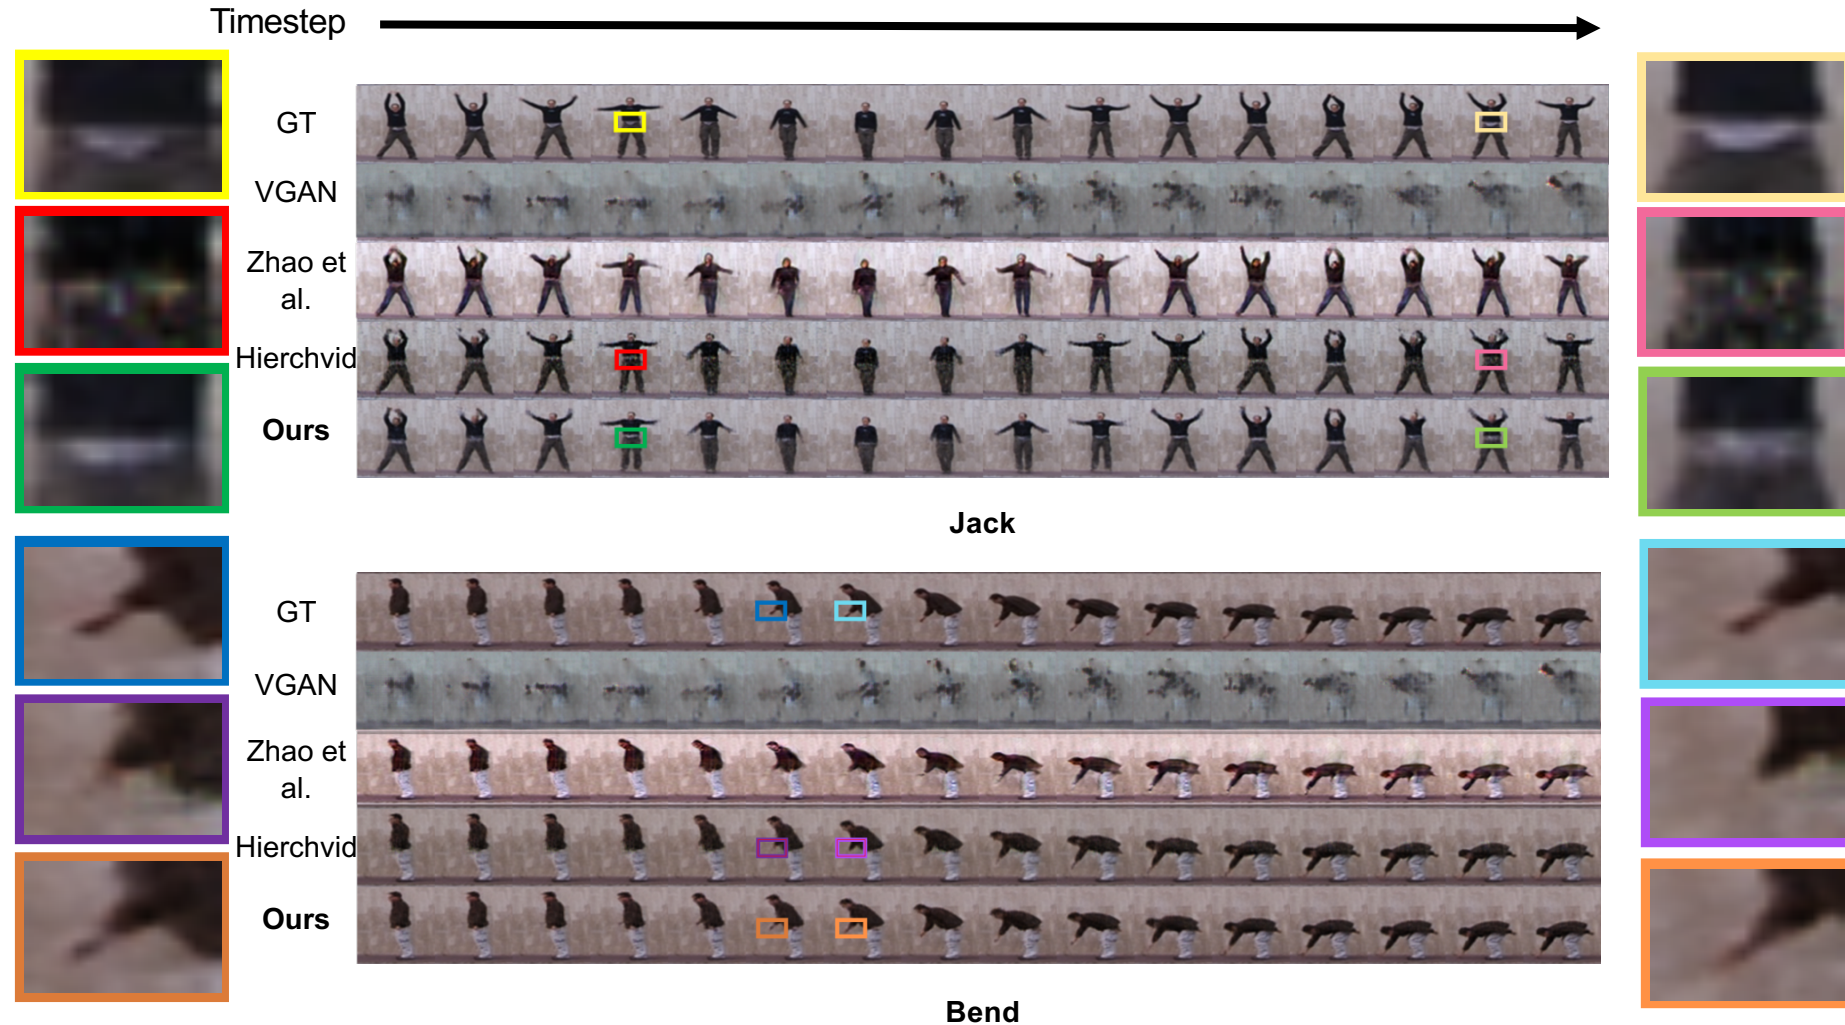 Timestep
GT
VGAN
Zhao et
al.
Hierchvid
Ours
Jack
GT
VGAN
Zhao et
al.
Hierchvid
Ours
Bend